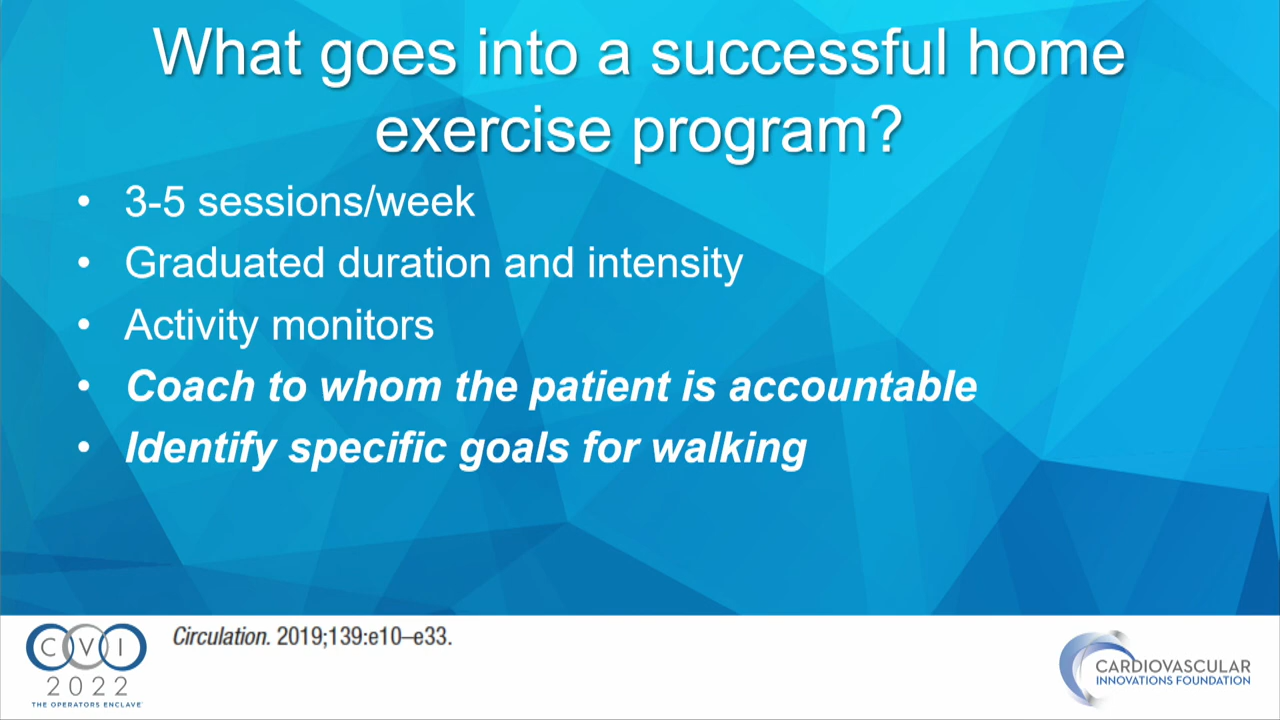 What goes into a successful home
exercise program?
• 3-5 sessions/week
• Graduated duration and intensity
• Activity monitors
• Coach to whom the patient is accountable
• Identify specific goals for walking
Circulation. 2019;139:e10–e33.
CVI
2022
THE OPERATORS ENCLAVE
CARDIOVASCULAR
INNOVATIONS FOUNDATION